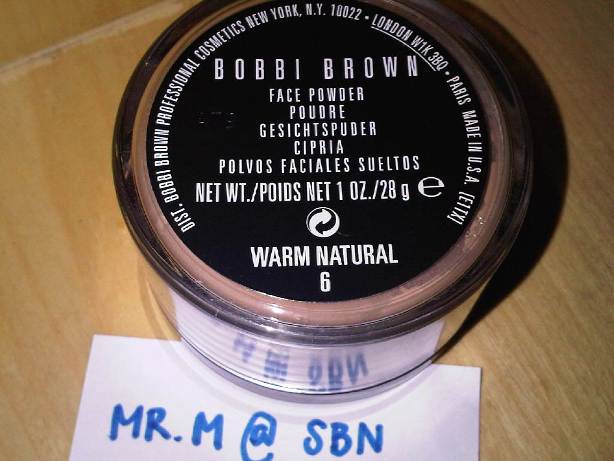 DIST. BOBBI BROWN PROFESSIONAL COSMETICS NEW YORK, N.Y. 10022 • LONDON W1K 3BQ • PARIS MADE IN U.S.A. [E1TX]
BOBBI BROWN
FACE POWDER
POUDRE
GESICHTSPUDER
CIPRIA
POLVOS FACIALES SUELTOS
NET WT./POIDS NET 1 OZ./28 g e
WARM NATURAL
6
MR. M @ SBN